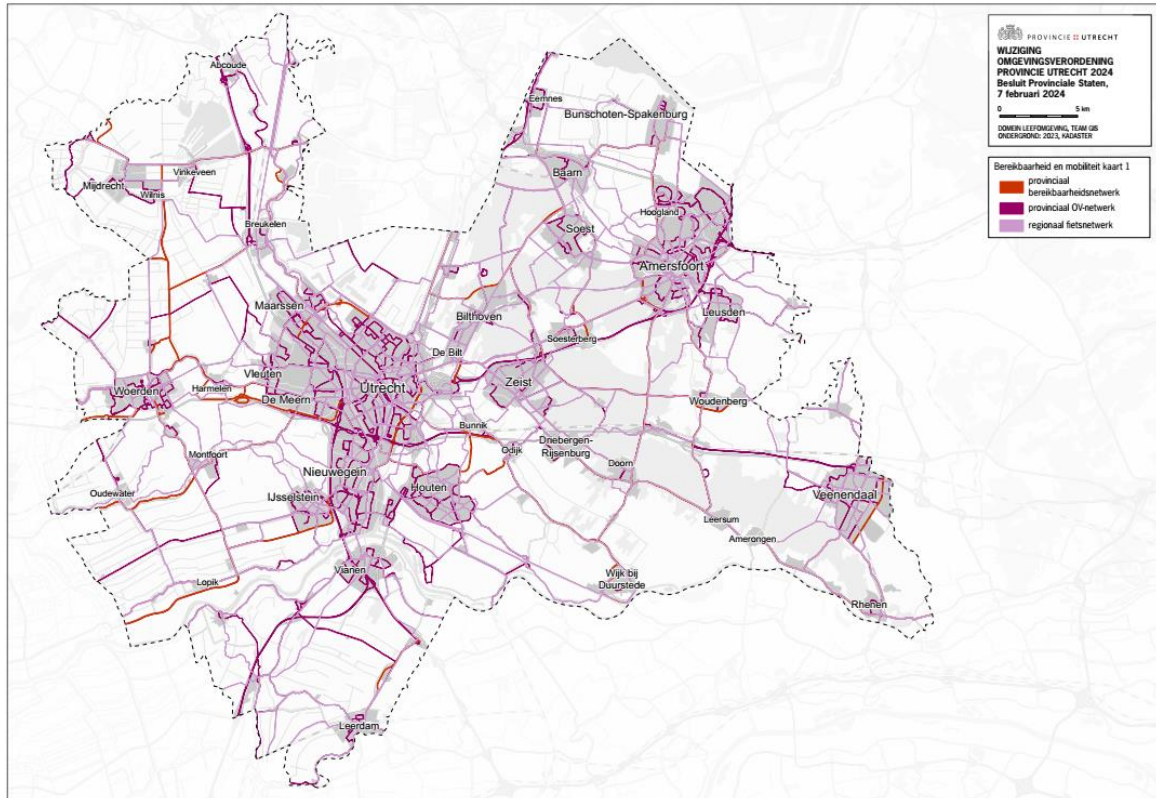 PROVINCIE UTRECHT
WIJZIGING
OMGEVINGSVERORDENING
PROVINCIE UTRECHT 2024
Besluit Provinciale Staten,
7 februari 2024
0 5 km
DOMEIN LEEFOMGEVING, TEAM GIS
ONDERGROND: 2023, KADASTER
Bereikbaarheid en mobiliteit kaart 1
provinciaal
bereikbaarheidsnetwerk
provinciaal OV-netwerk
regionaal fietsnetwerk
Abcoude
Eemnes
Bunschoten-Spakenburg
Vinkeveen
Baarn
Mijdrecht
Wilnis
Hoogland
Breukelen
Soest
Amersfoort
Maarssen
Leusden
Bilthoven
Soesterberg
De Bilt
Vleuten
Zeist
Woerden
Harmelen
Utrecht
De Meern
Woudenberg
Bunnik
Driebergen-
Rijsenburg
Odijk
Montfoort
Doorn
Nieuwegein
Houten
Oudewater
IJsselstein
Veenendaal
Leersum
Amerongen
Vianen
Lopik
Wijk bij
Duurstede
Rhenen
Leerdam